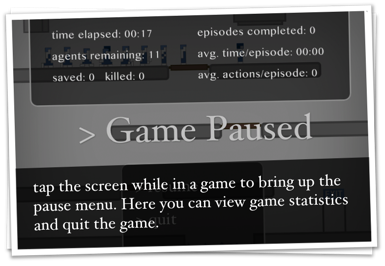 time elapsed: 00:17 episodes completed: 0
agents remaining: 11 avg. time/episode: 00:00
saved: 0 killed: 0 avg. actions/episode: 0
> Game Paused
tap the screen while in a game to bring up the
pause menu. Here you can view game statistics
and quit the game.
quit